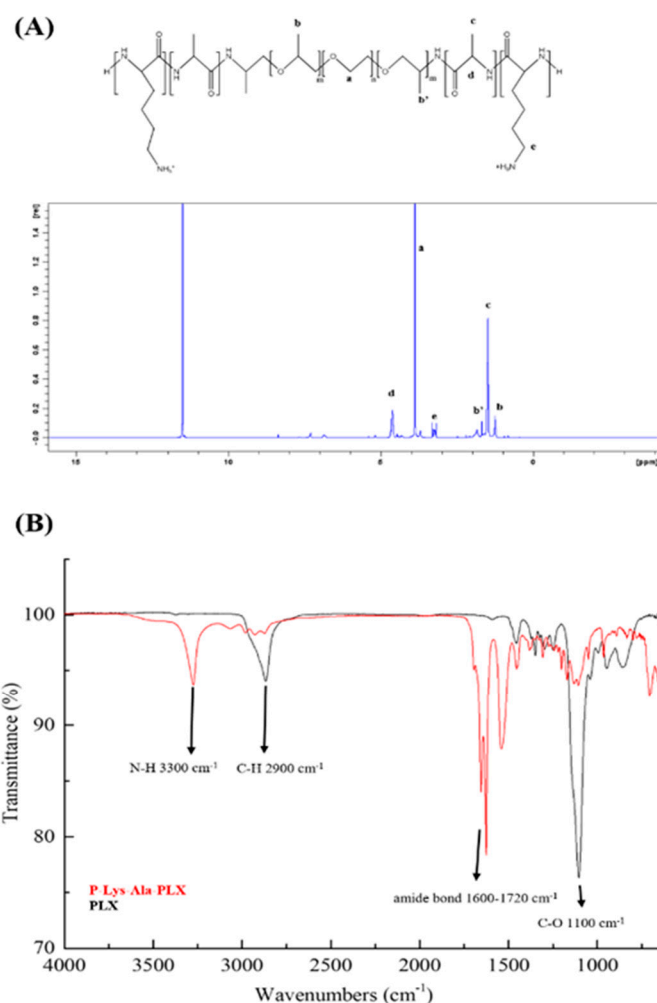 (A)
b
c
O
H
N
O
H
N
H
N
N
H
O
N
H
O
m
O
a
n
O
m
b'
O
d
N
H
O
H
N
H
NH₃⁺
+H₃N
e
[rel]
1.4
1.2
1.0
0.8
0.6
0.4
0.2
0.0
a
c
d
e
b'
b
15
10
5
0
[ppm]
(B)
Transmittance (%)
100
90
80
70
N-H 3300 cm⁻¹
C-H 2900 cm⁻¹
amide bond 1600-1720 cm⁻¹
C-O 1100 cm⁻¹
P-Lys-Ala-PLX
PLX
4000 3500 3000 2500 2000 1500 1000
Wavenumbers (cm⁻¹)